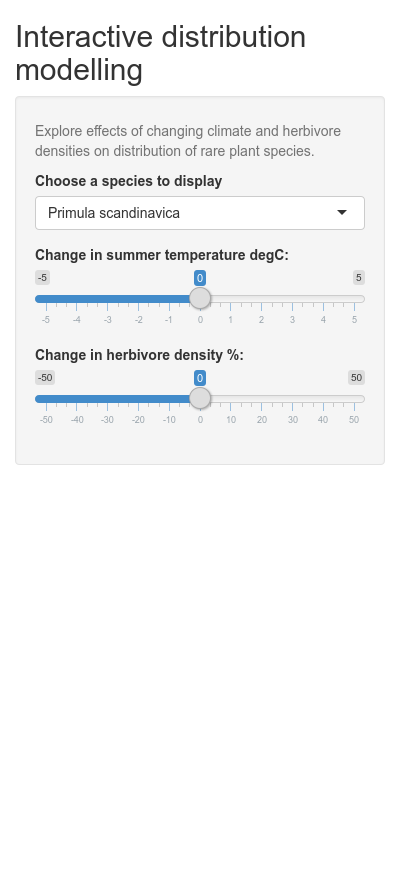 Interactive distribution
modelling
Explore effects of changing climate and herbivore
densities on distribution of rare plant species.
Choose a species to display
Primula scandinavica
Change in summer temperature degC:
-5 0 5
-5 -4 -3 -2 -1 0 1 2 3 4 5
Change in herbivore density %:
-50 0 50
-50 -40 -30 -20 -10 0 10 20 30 40 50